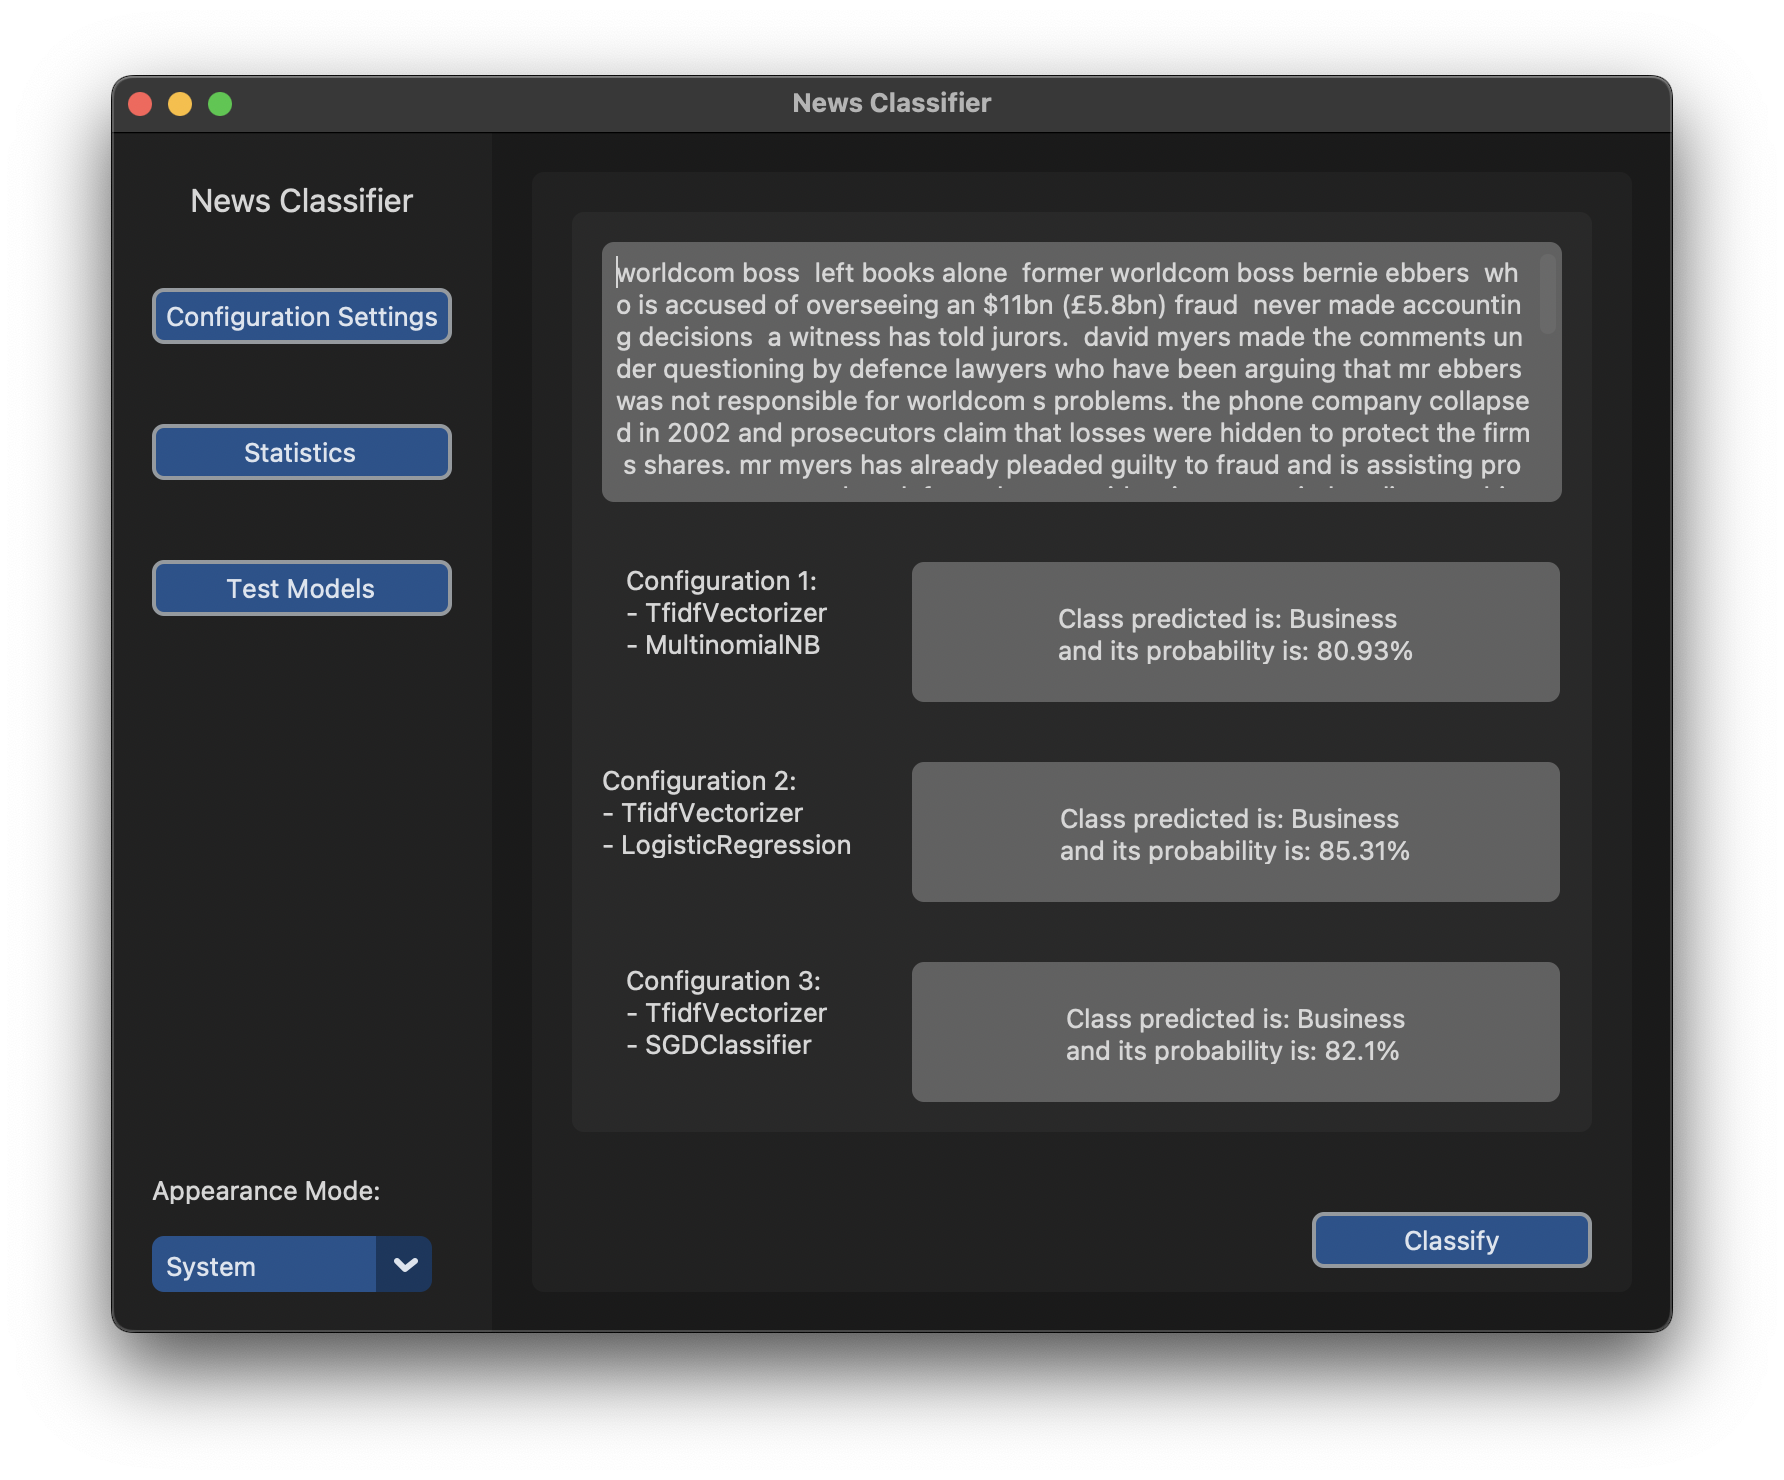 News Classifier
News Classifier
Configuration Settings
Statistics
Test Models
Appearance Mode:
System
worldcom boss  left books alone  former worldcom boss bernie ebbers  wh
o is accused of overseeing an $11bn (£5.8bn) fraud  never made accountin
g decisions  a witness has told jurors.  david myers made the comments un
der questioning by defence lawyers who have been arguing that mr ebbers
was not responsible for worldcom s problems. the phone company collapse
d in 2002 and prosecutors claim that losses were hidden to protect the firm
s shares. mr myers has already pleaded guilty to fraud and is assisting pro
Configuration 1:
- TfidfVectorizer
- MultinomialNB
Class predicted is: Business
and its probability is: 80.93%
Configuration 2:
- TfidfVectorizer
- LogisticRegression
Class predicted is: Business
and its probability is: 85.31%
Configuration 3:
- TfidfVectorizer
- SGDClassifier
Class predicted is: Business
and its probability is: 82.1%
Classify